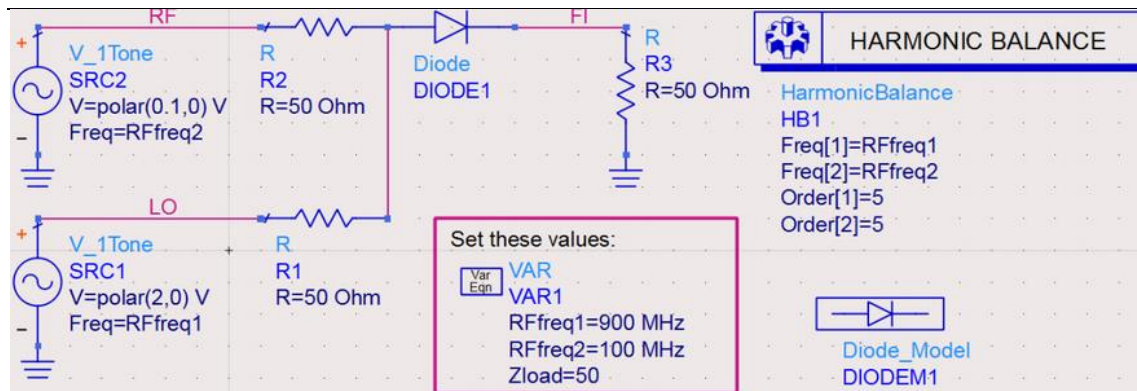 RF
FI
V_1Tone
SRC2
V=polar(0.1,0) V
Freq=RFfreq2
R
R2
R=50 Ohm
Diode
DIODE1
R
R3
R=50 Ohm
HARMONIC BALANCE
HarmonicBalance
HB1
Freq[1]=RFfreq1
Freq[2]=RFfreq2
Order[1]=5
Order[2]=5
LO
V_1Tone
SRC1
V=polar(2,0) V
Freq=RFfreq1
R
R1
R=50 Ohm
Set these values:
Var
Eqn
VAR
VAR1
RFfreq1=900 MHz
RFfreq2=100 MHz
Zload=50
Diode_Model
DIODEM1